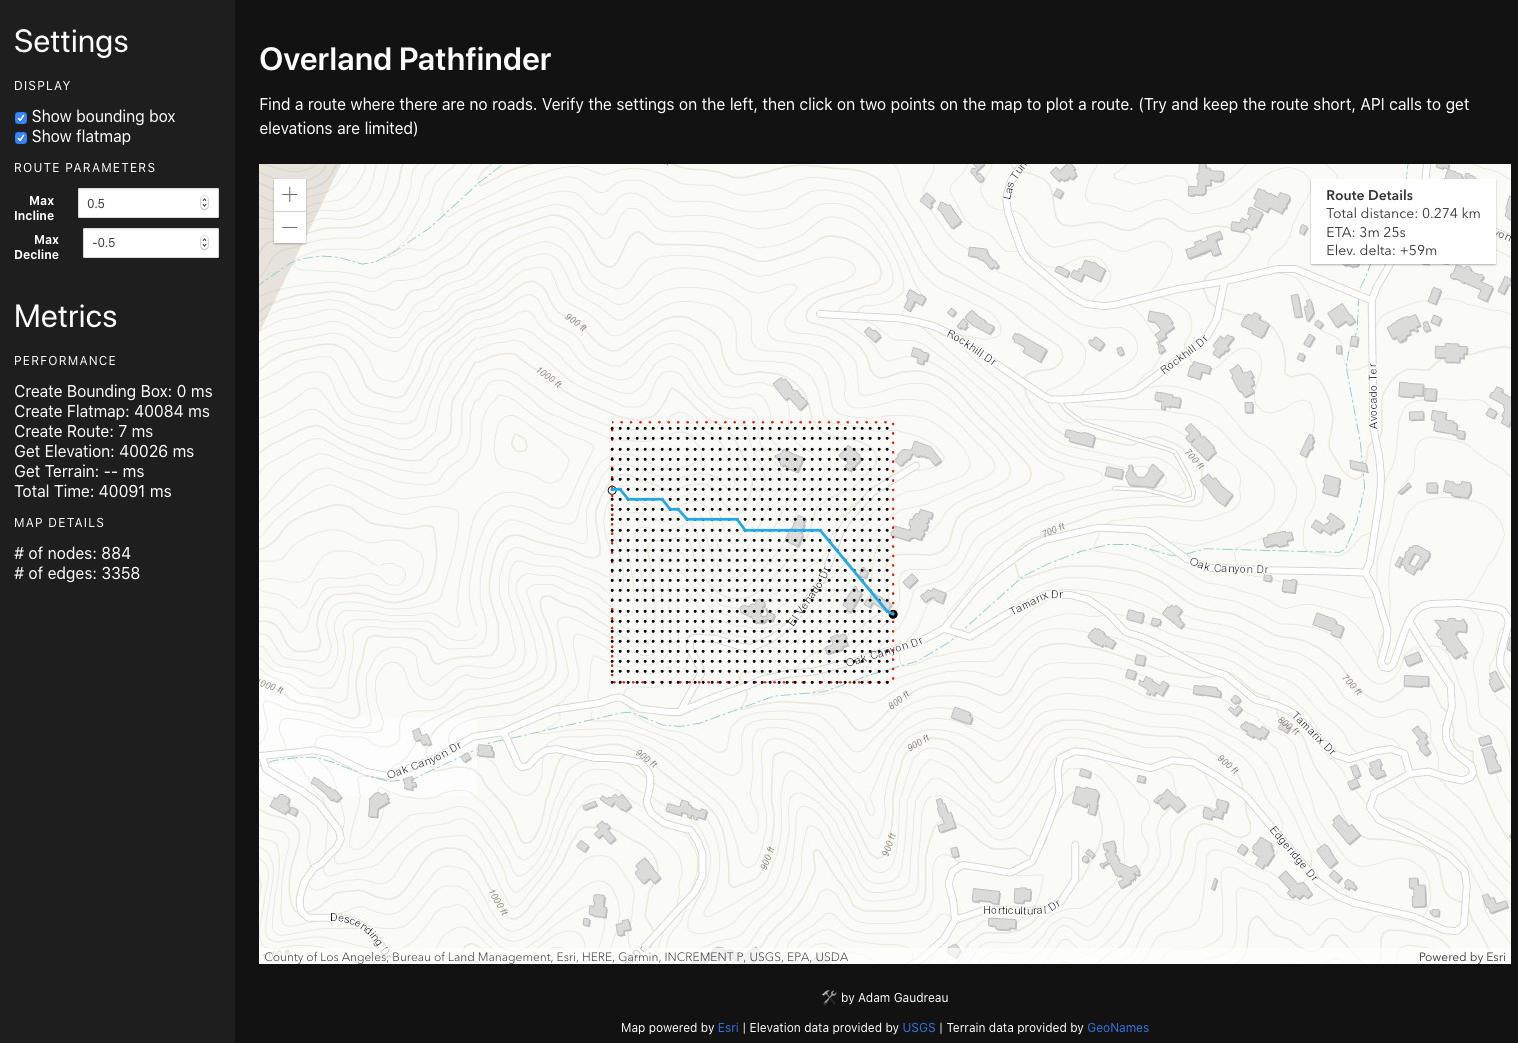 Settings
DISPLAY
Show bounding box
Show flatmap
ROUTE PARAMETERS
Max
Incline
0.5
Max
Decline
-0.5
Metrics
PERFORMANCE
Create Bounding Box: 0 ms
Create Flatmap: 40084 ms
Create Route: 7 ms
Get Elevation: 40026 ms
Get Terrain: -- ms
Total Time: 40091 ms
MAP DETAILS
# of nodes: 884
# of edges: 3358
Overland Pathfinder
Find a route where there are no roads. Verify the settings on the left, then click on two points on the map to plot a route. (Try and keep the route short, API calls to get
elevations are limited)
+
−
Route Details
Total distance: 0.274 km
ETA: 3m 25s
Elev. delta: +59m
Las Tun
900 ft
Rockhill Dr
Rockhill Dr
1000 ft
Avocado Ter
700 ft
700 ft
Oak Canyon Dr
El Venado Dr
Tamarix Dr
Oak Canyon Dr
1000 ft
800 ft
700 ft
Tamarix Dr
800 ft
900 ft
Oak Canyon Dr
900 ft
900 ft
900 ft
900 ft
Edgeridge Dr
1000 ft
Horticultural Dr
Descending D
County of Los Angeles, Bureau of Land Management, Esri, HERE, Garmin, INCREMENT P, USGS, EPA, USDA
Powered by Esri
🛠 by Adam Gaudreau
Map powered by Esri | Elevation data provided by USGS | Terrain data provided by GeoNames